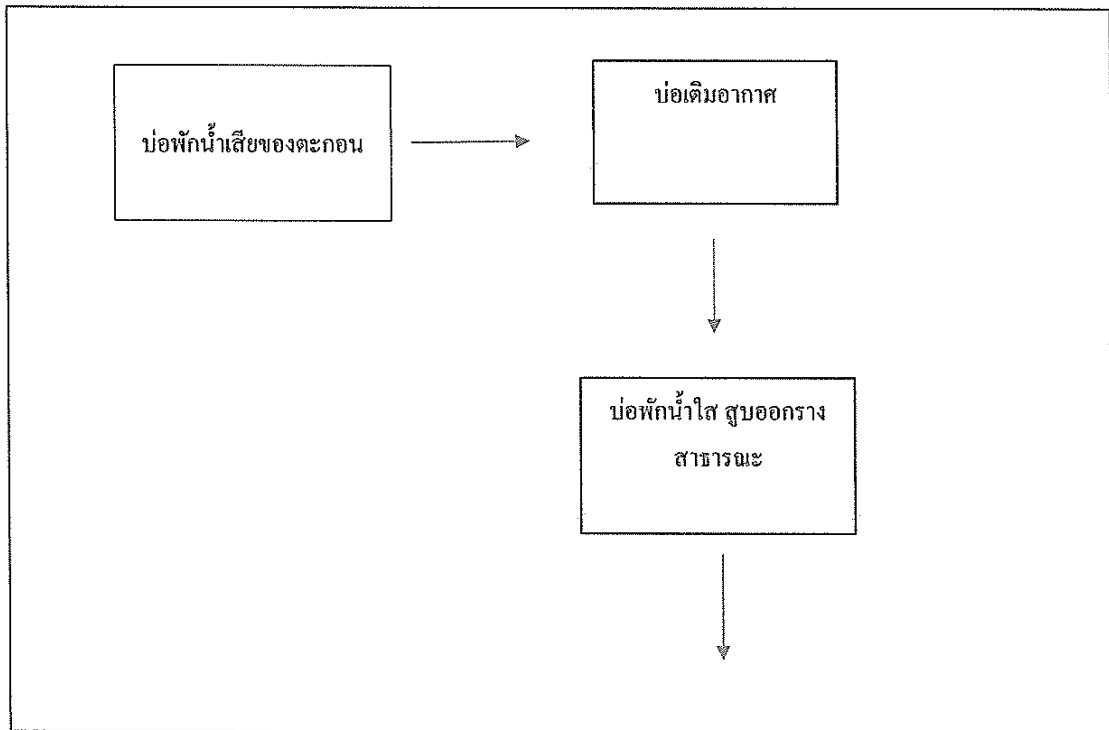 บ่อพักน้ำเสียของตะกอน
บ่อเติมอากาศ
บ่อพักน้ำใส สูบออกราง
สาธารณะ